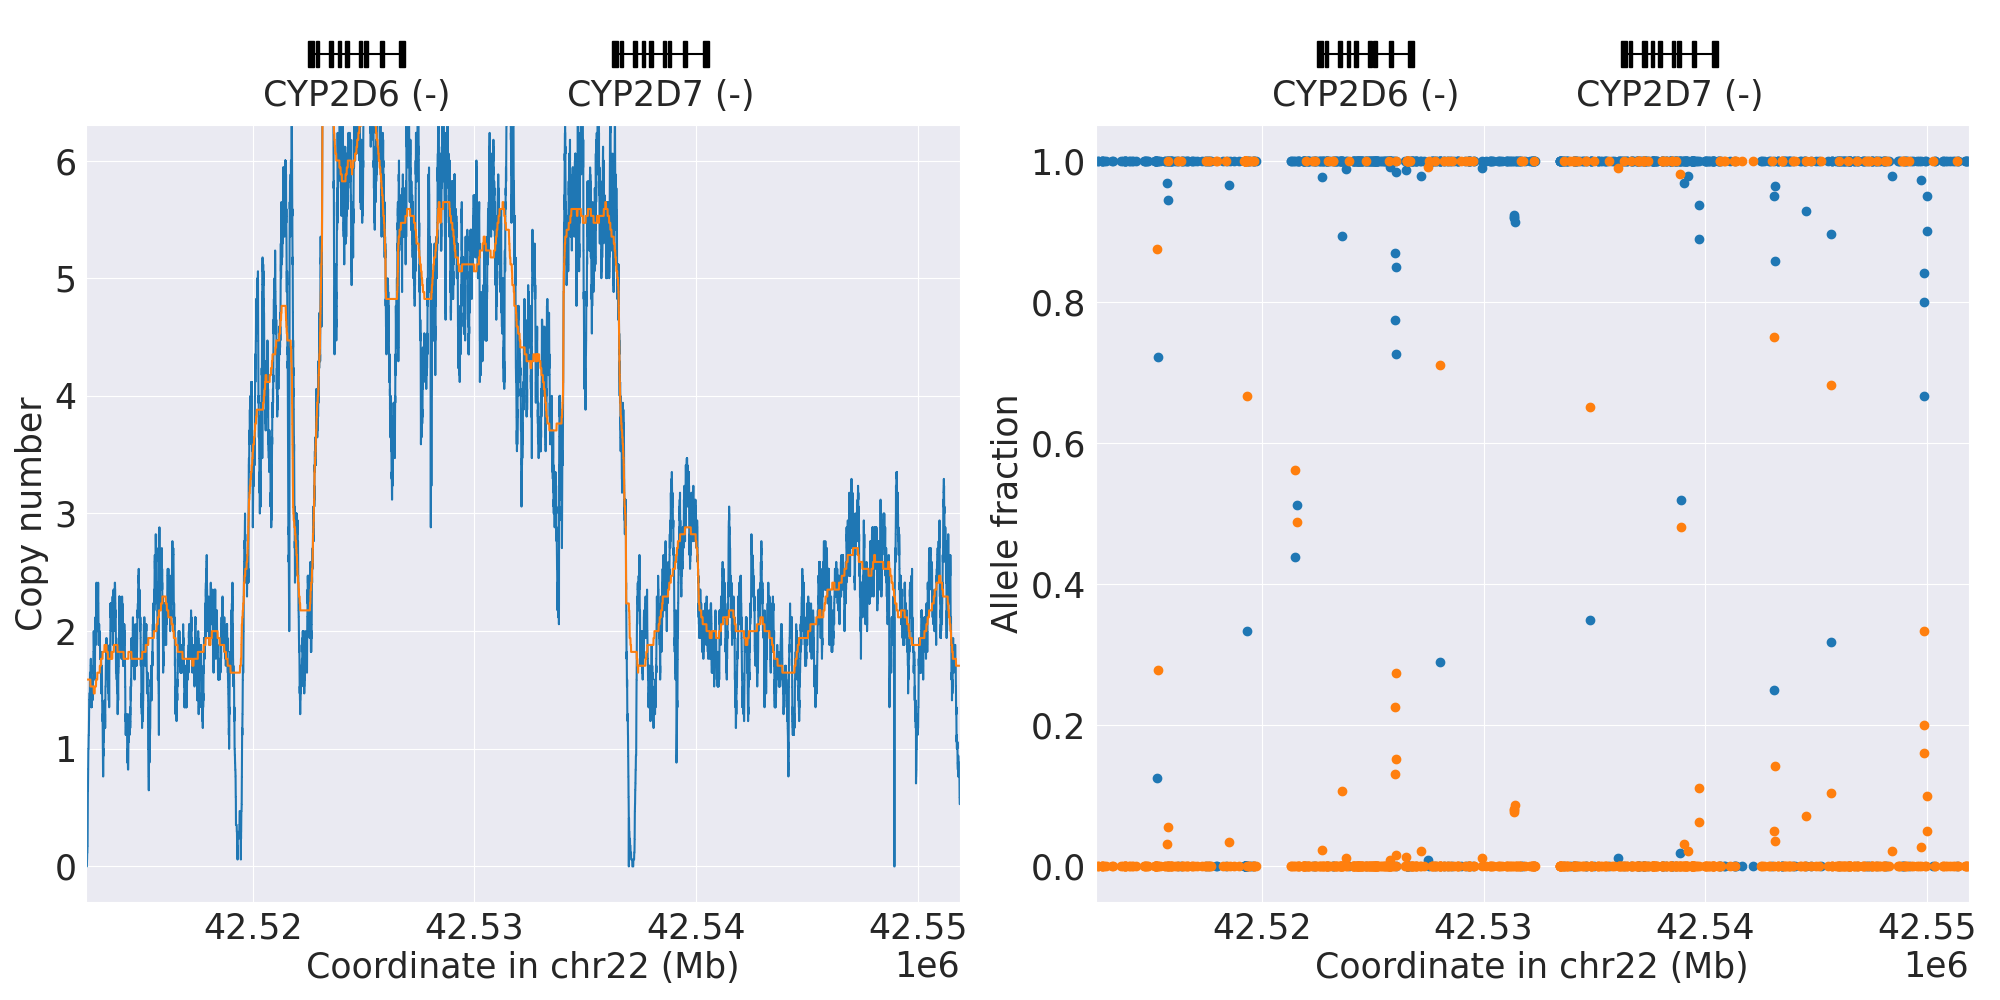 CYP2D6 (-) CYP2D7 (-)
6
5
4
3
2
1
0
Copy number
42.52 42.53 42.54 42.55
Coordinate in chr22 (Mb)
1e6
CYP2D6 (-) CYP2D7 (-)
1.0
0.8
0.6
0.4
0.2
0.0
Allele fraction
42.52 42.53 42.54 42.55
Coordinate in chr22 (Mb)
1e6